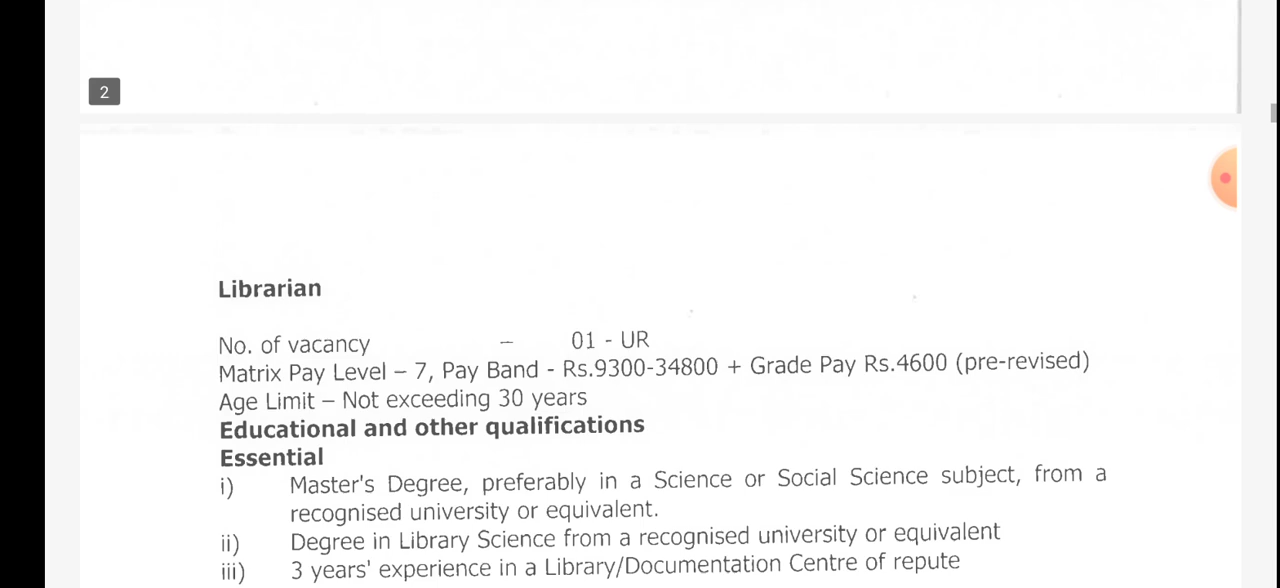 2
Librarian
No. of vacancy – 01 - UR
Matrix Pay Level – 7, Pay Band - Rs.9300-34800 + Grade Pay Rs.4600 (pre-revised)
Age Limit – Not exceeding 30 years
Educational and other qualifications
Essential
i) Master's Degree, preferably in a Science or Social Science subject, from a
recognised university or equivalent.
ii) Degree in Library Science from a recognised university or equivalent
iii) 3 years' experience in a Library/Documentation Centre of repute